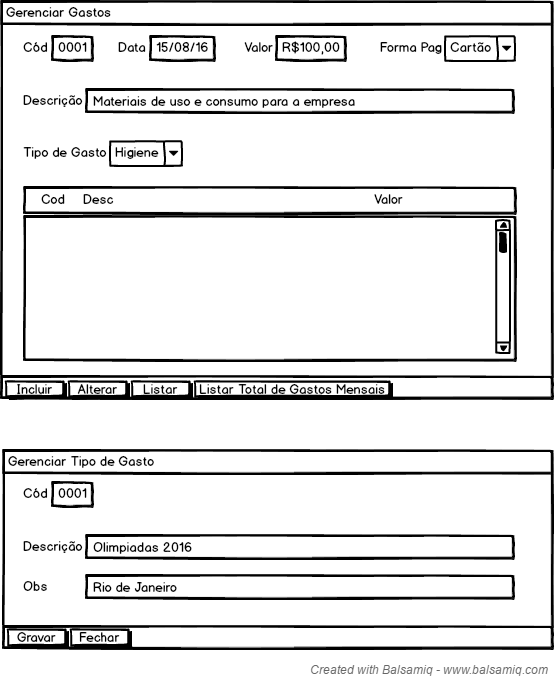 Gerenciar Gastos
Cód 0001 Data 15/08/16 Valor R$100,00 Forma Pag Cartão
Descrição Materiais de uso e consumo para a empresa
Tipo de Gasto Higiene
Cod Desc Valor
Incluir Alterar Listar Listar Total de Gastos Mensais
Gerenciar Tipo de Gasto
Cód 0001
Descrição Olimpiadas 2016
Obs Rio de Janeiro
Gravar Fechar
Created with Balsamiq - www.balsamiq.com